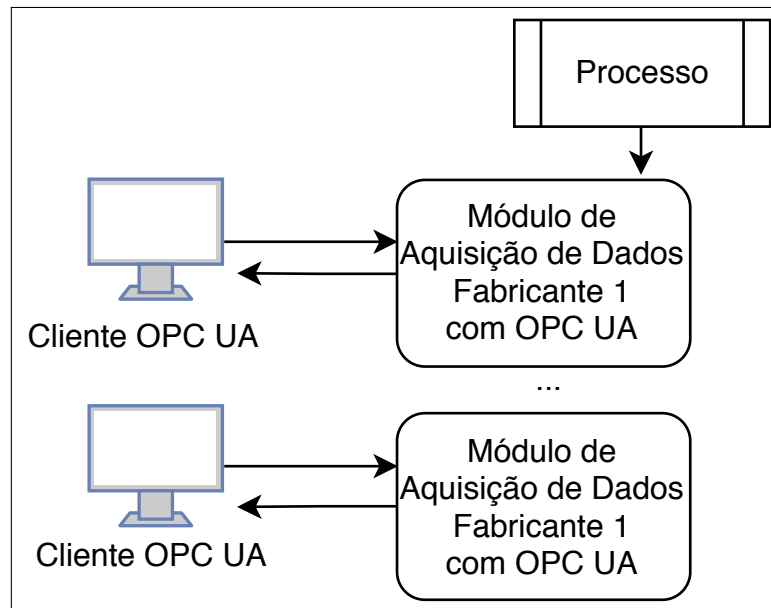 Processo
Módulo de
Aquisição de Dados
Fabricante 1
com OPC UA
Cliente OPC UA
...
Módulo de
Aquisição de Dados
Fabricante 1
com OPC UA
Cliente OPC UA